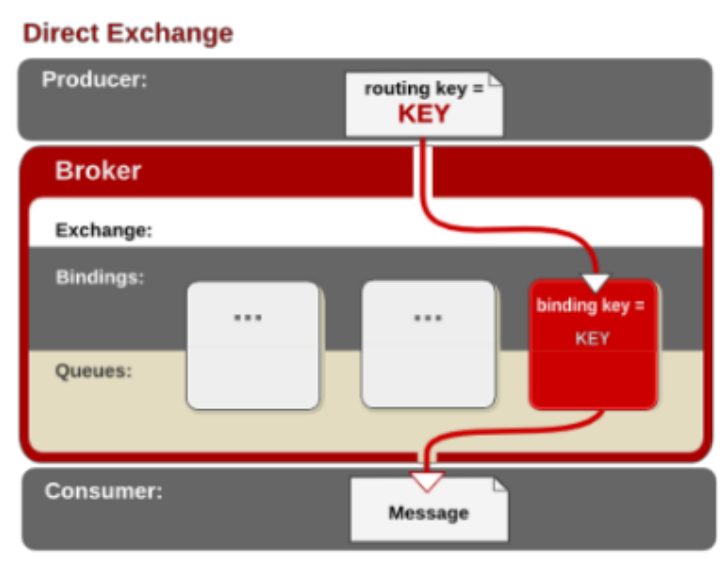 Direct Exchange
Producer:
routing key =
KEY
Broker
Exchange:
Bindings:
...
...
binding key =
KEY
Queues:
Consumer:
Message